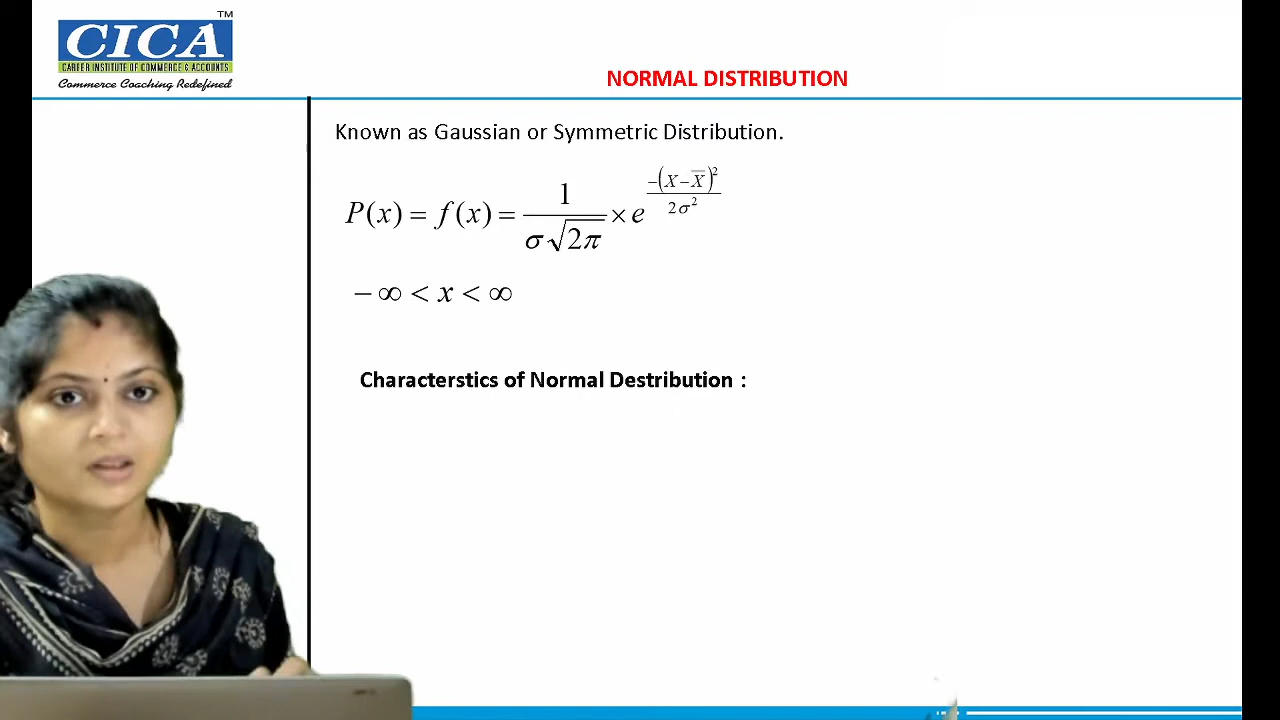 TM
CICA
CAREER INSTITUTE OF COMMERCE & ACCOUNTS
Commerce Coaching Redefined
NORMAL DISTRIBUTION
Known as Gaussian or Symmetric Distribution.
P(x) = f(x) = 1/(σ√2π) × e^(−(X−X̅)²/2σ²)
−∞ < x < ∞
Characterstics of Normal Destribution :